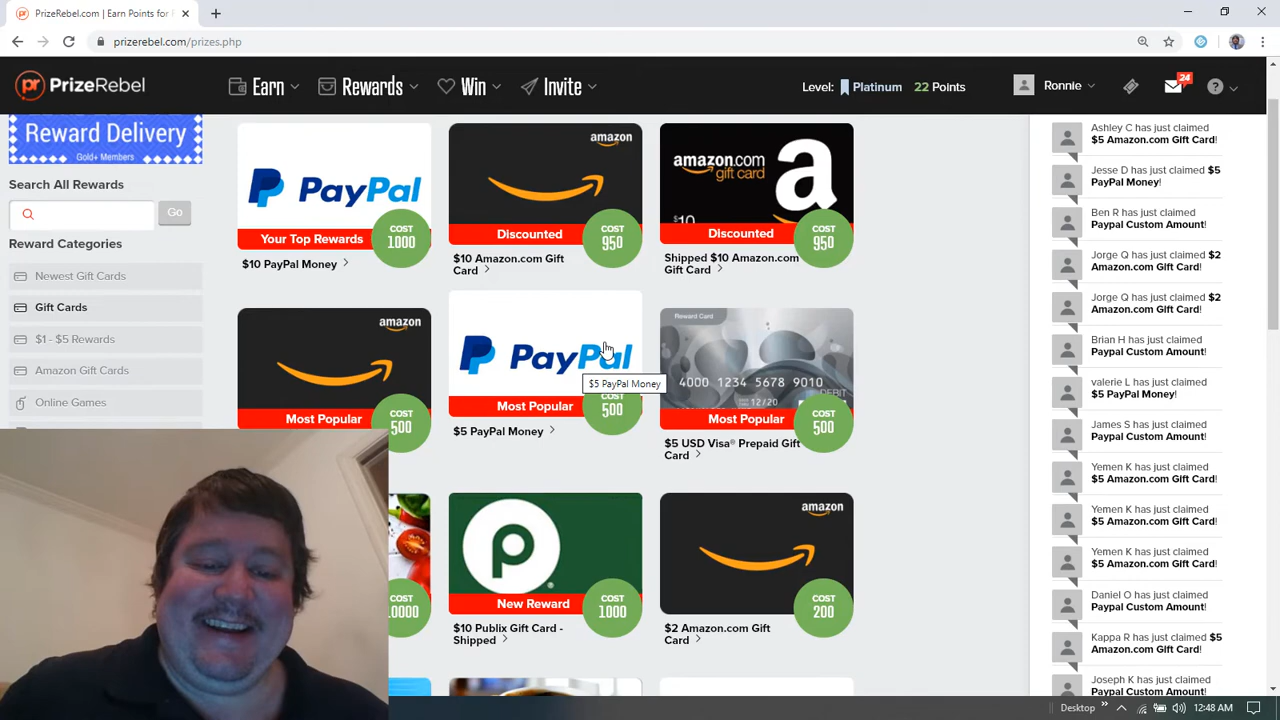 PrizeRebel.com | Earn Points for
prizerebel.com/prizes.php
pr PrizeRebel
Earn
Rewards
Win
Invite
Level: Platinum 22 Points
Ronnie
24
?
Reward Delivery
Gold+ Members
Search All Rewards
Go
Reward Categories
Newest Gift Cards
Gift Cards
$1 - $5 Rewards
Amazon Gift Cards
Online Games
PayPal
Your Top Rewards
COST
1000
$10 PayPal Money
amazon
Discounted
COST
950
$10 Amazon.com Gift
Card
amazon.com
gift card
a
$10
Discounted
COST
950
Shipped $10 Amazon.com
Gift Card
amazon
Most Popular
COST
500
PayPal
$5 PayPal Money
Most Popular
COST
500
$5 PayPal Money
Reward Card
4000 1234 5678 9010
12/20
DEBIT
Most Popular
COST
500
$5 USD Visa® Prepaid Gift
Card
COST
10000
p
New Reward
COST
1000
$10 Publix Gift Card -
Shipped
amazon
COST
200
$2 Amazon.com Gift
Card
Ashley C has just claimed
$5 Amazon.com Gift Card!
Jesse D has just claimed $5
PayPal Money!
Ben R has just claimed
Paypal Custom Amount!
Jorge Q has just claimed $2
Amazon.com Gift Card!
Jorge Q has just claimed $2
Amazon.com Gift Card!
Brian H has just claimed
Paypal Custom Amount!
valerie L has just claimed
$5 PayPal Money!
James S has just claimed
Paypal Custom Amount!
Yemen K has just claimed
$5 Amazon.com Gift Card!
Yemen K has just claimed
$5 Amazon.com Gift Card!
Yemen K has just claimed
$5 Amazon.com Gift Card!
Daniel O has just claimed
Paypal Custom Amount!
Kappa R has just claimed $5
Amazon.com Gift Card!
Joseph K has just claimed
Paypal Custom Amount!
Desktop
12:48 AM